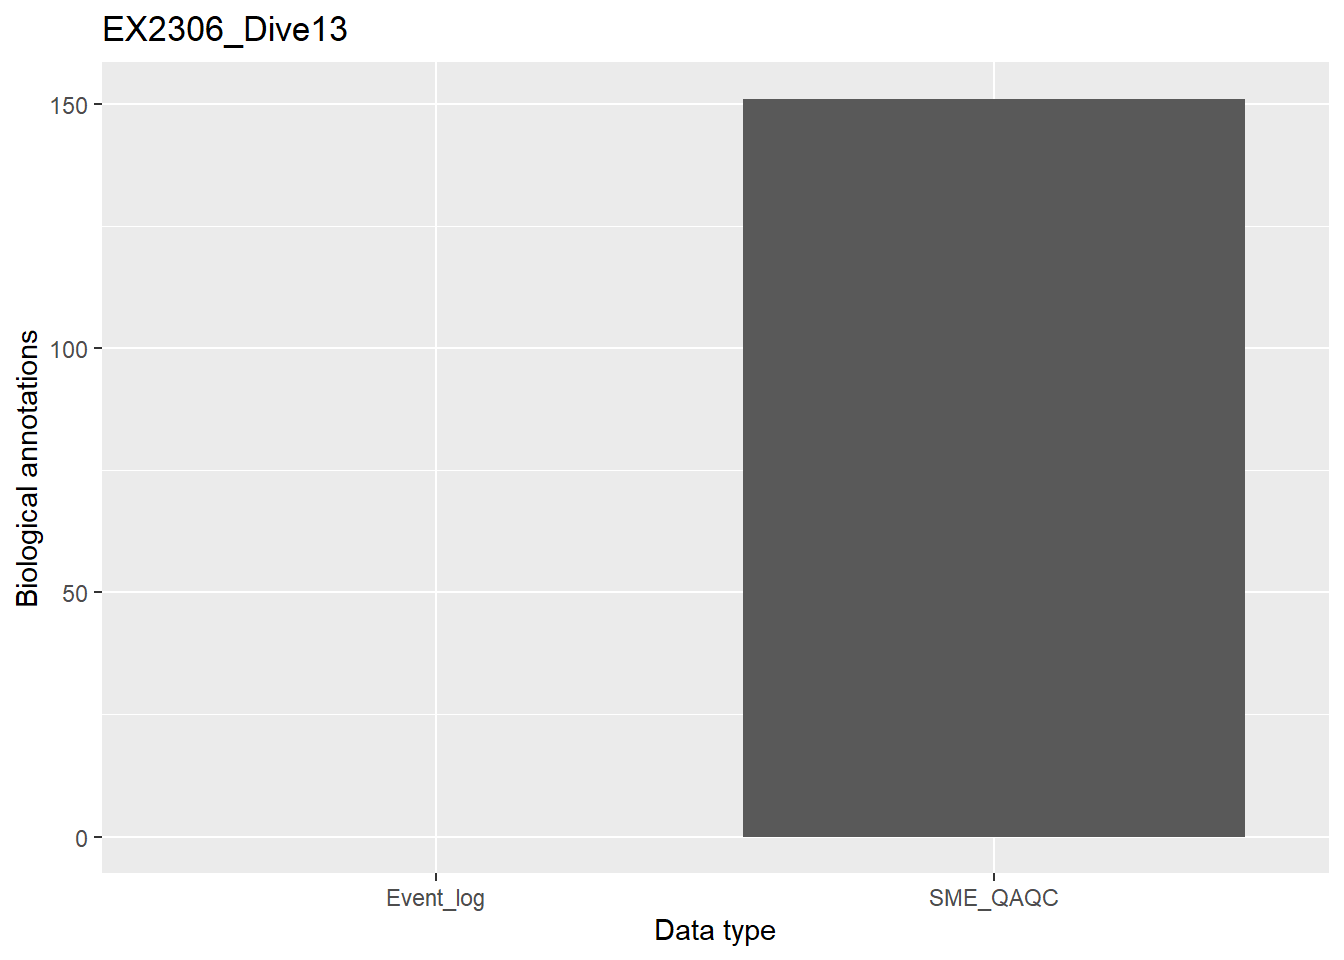 EX2306_Dive13
150
100
50
0
Biological annotations
Event_log
SME_QAQC
Data type